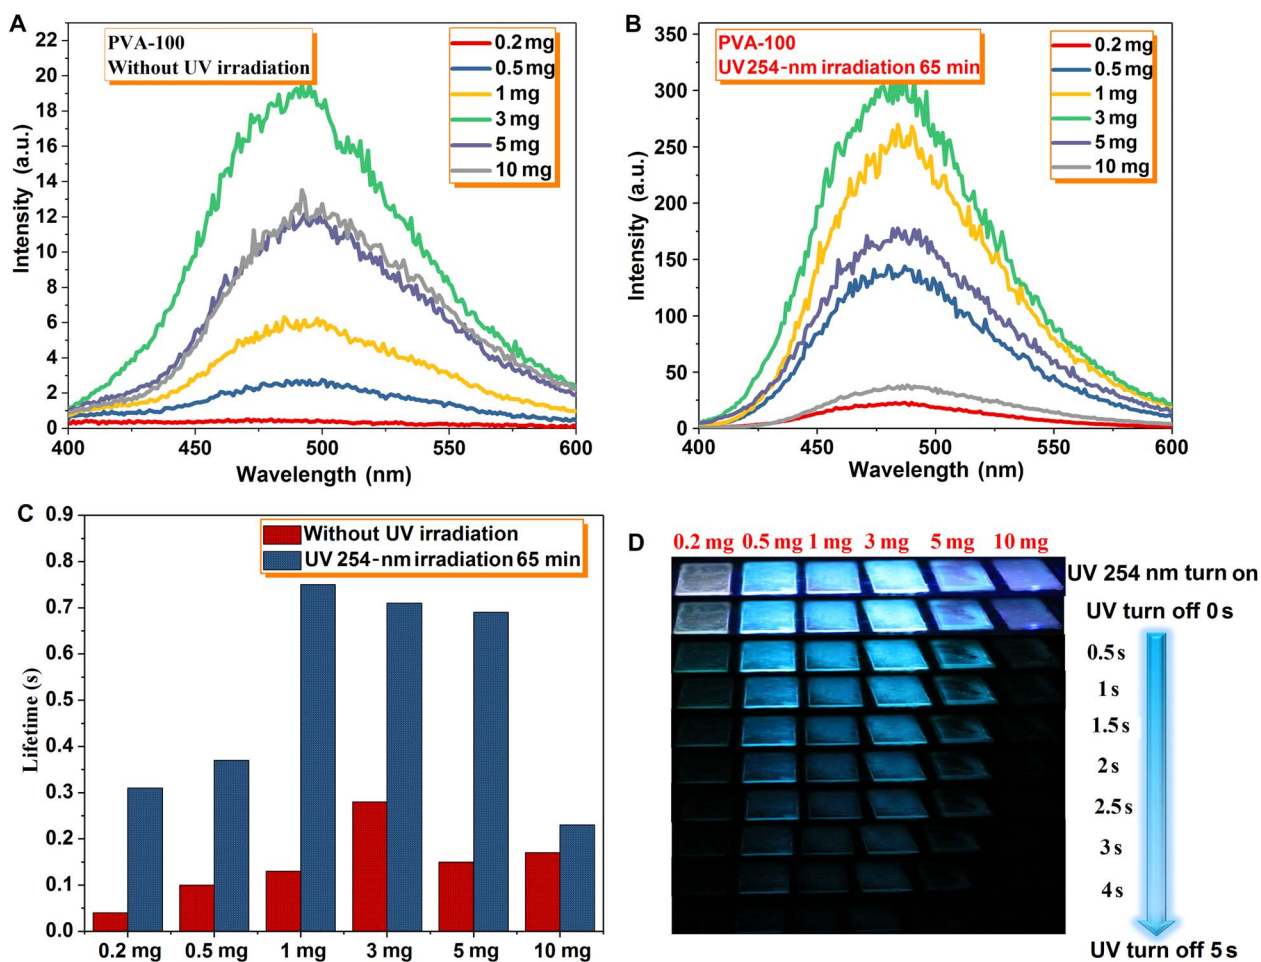 A
PVA-100
Without UV irradiation
0.2 mg
0.5 mg
1 mg
3 mg
5 mg
10 mg
22
20
18
16
14
12
10
8
6
4
2
0
Intensity (a.u.)
400
450
500
550
600
Wavelength (nm)
B
PVA-100
UV 254-nm irradiation 65 min
0.2 mg
0.5 mg
1 mg
3 mg
5 mg
10 mg
350
300
250
200
150
100
50
0
Intensity (a.u.)
400
450
500
550
600
Wavelength (nm)
C
Without UV irradiation
UV 254-nm irradiation 65 min
0.9
0.8
0.7
0.6
0.5
0.4
0.3
0.2
0.1
0.0
Lifetime (s)
0.2 mg
0.5 mg
1 mg
3 mg
5 mg
10 mg
D
0.2 mg 0.5 mg 1 mg 3 mg 5 mg 10 mg
UV 254 nm turn on
UV turn off 0 s
0.5 s
1 s
1.5 s
2 s
2.5 s
3 s
4 s
UV turn off 5 s